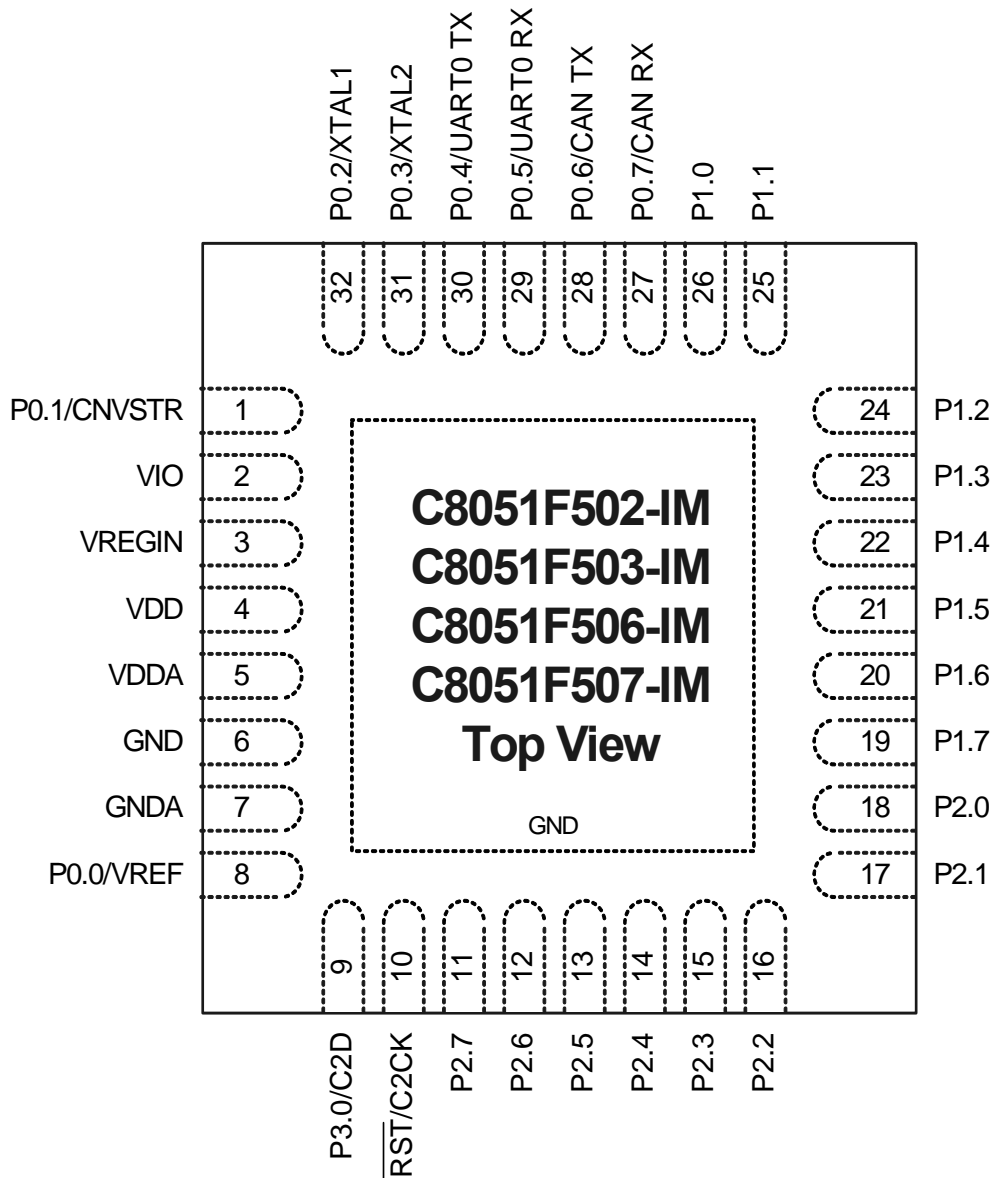 P0.2/XTAL1
P0.3/XTAL2
P0.4/UART0 TX
P0.5/UART0 RX
P0.6/CAN TX
P0.7/CAN RX
P1.0
P1.1
32
31
30
29
28
27
26
25
P0.1/CNVSTR 1
VIO 2
VREGIN 3
VDD 4
VDDA 5
GND 6
GNDA 7
P0.0/VREF 8
C8051F502-IM
C8051F503-IM
C8051F506-IM
C8051F507-IM
Top View
GND
24 P1.2
23 P1.3
22 P1.4
21 P1.5
20 P1.6
19 P1.7
18 P2.0
17 P2.1
9
10
11
12
13
14
15
16
P3.0/C2D
RST/C2CK
P2.7
P2.6
P2.5
P2.4
P2.3
P2.2